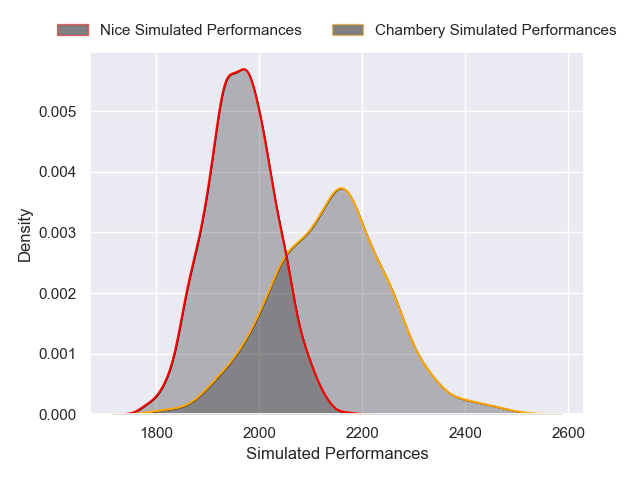 Nice Simulated Performances
Chambery Simulated Performances
Density
0.005
0.004
0.003
0.002
0.001
0.000
1800 2000 2200 2400 2600
Simulated Performances